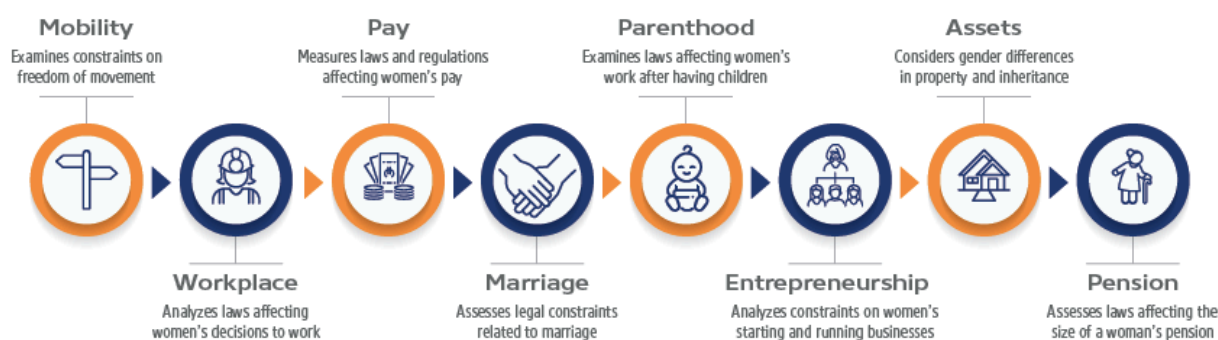 Mobility
Examines constraints on
freedom of movement
Workplace
Analyzes laws affecting
women's decisions to work
Pay
Measures laws and regulations
affecting women's pay
Marriage
Assesses legal constraints
related to marriage
Parenthood
Examines laws affecting women's
work after having children
Entrepreneurship
Analyzes constraints on women's
starting and running businesses
Assets
Considers gender differences
in property and inheritance
Pension
Assesses laws affecting the
size of a woman's pension